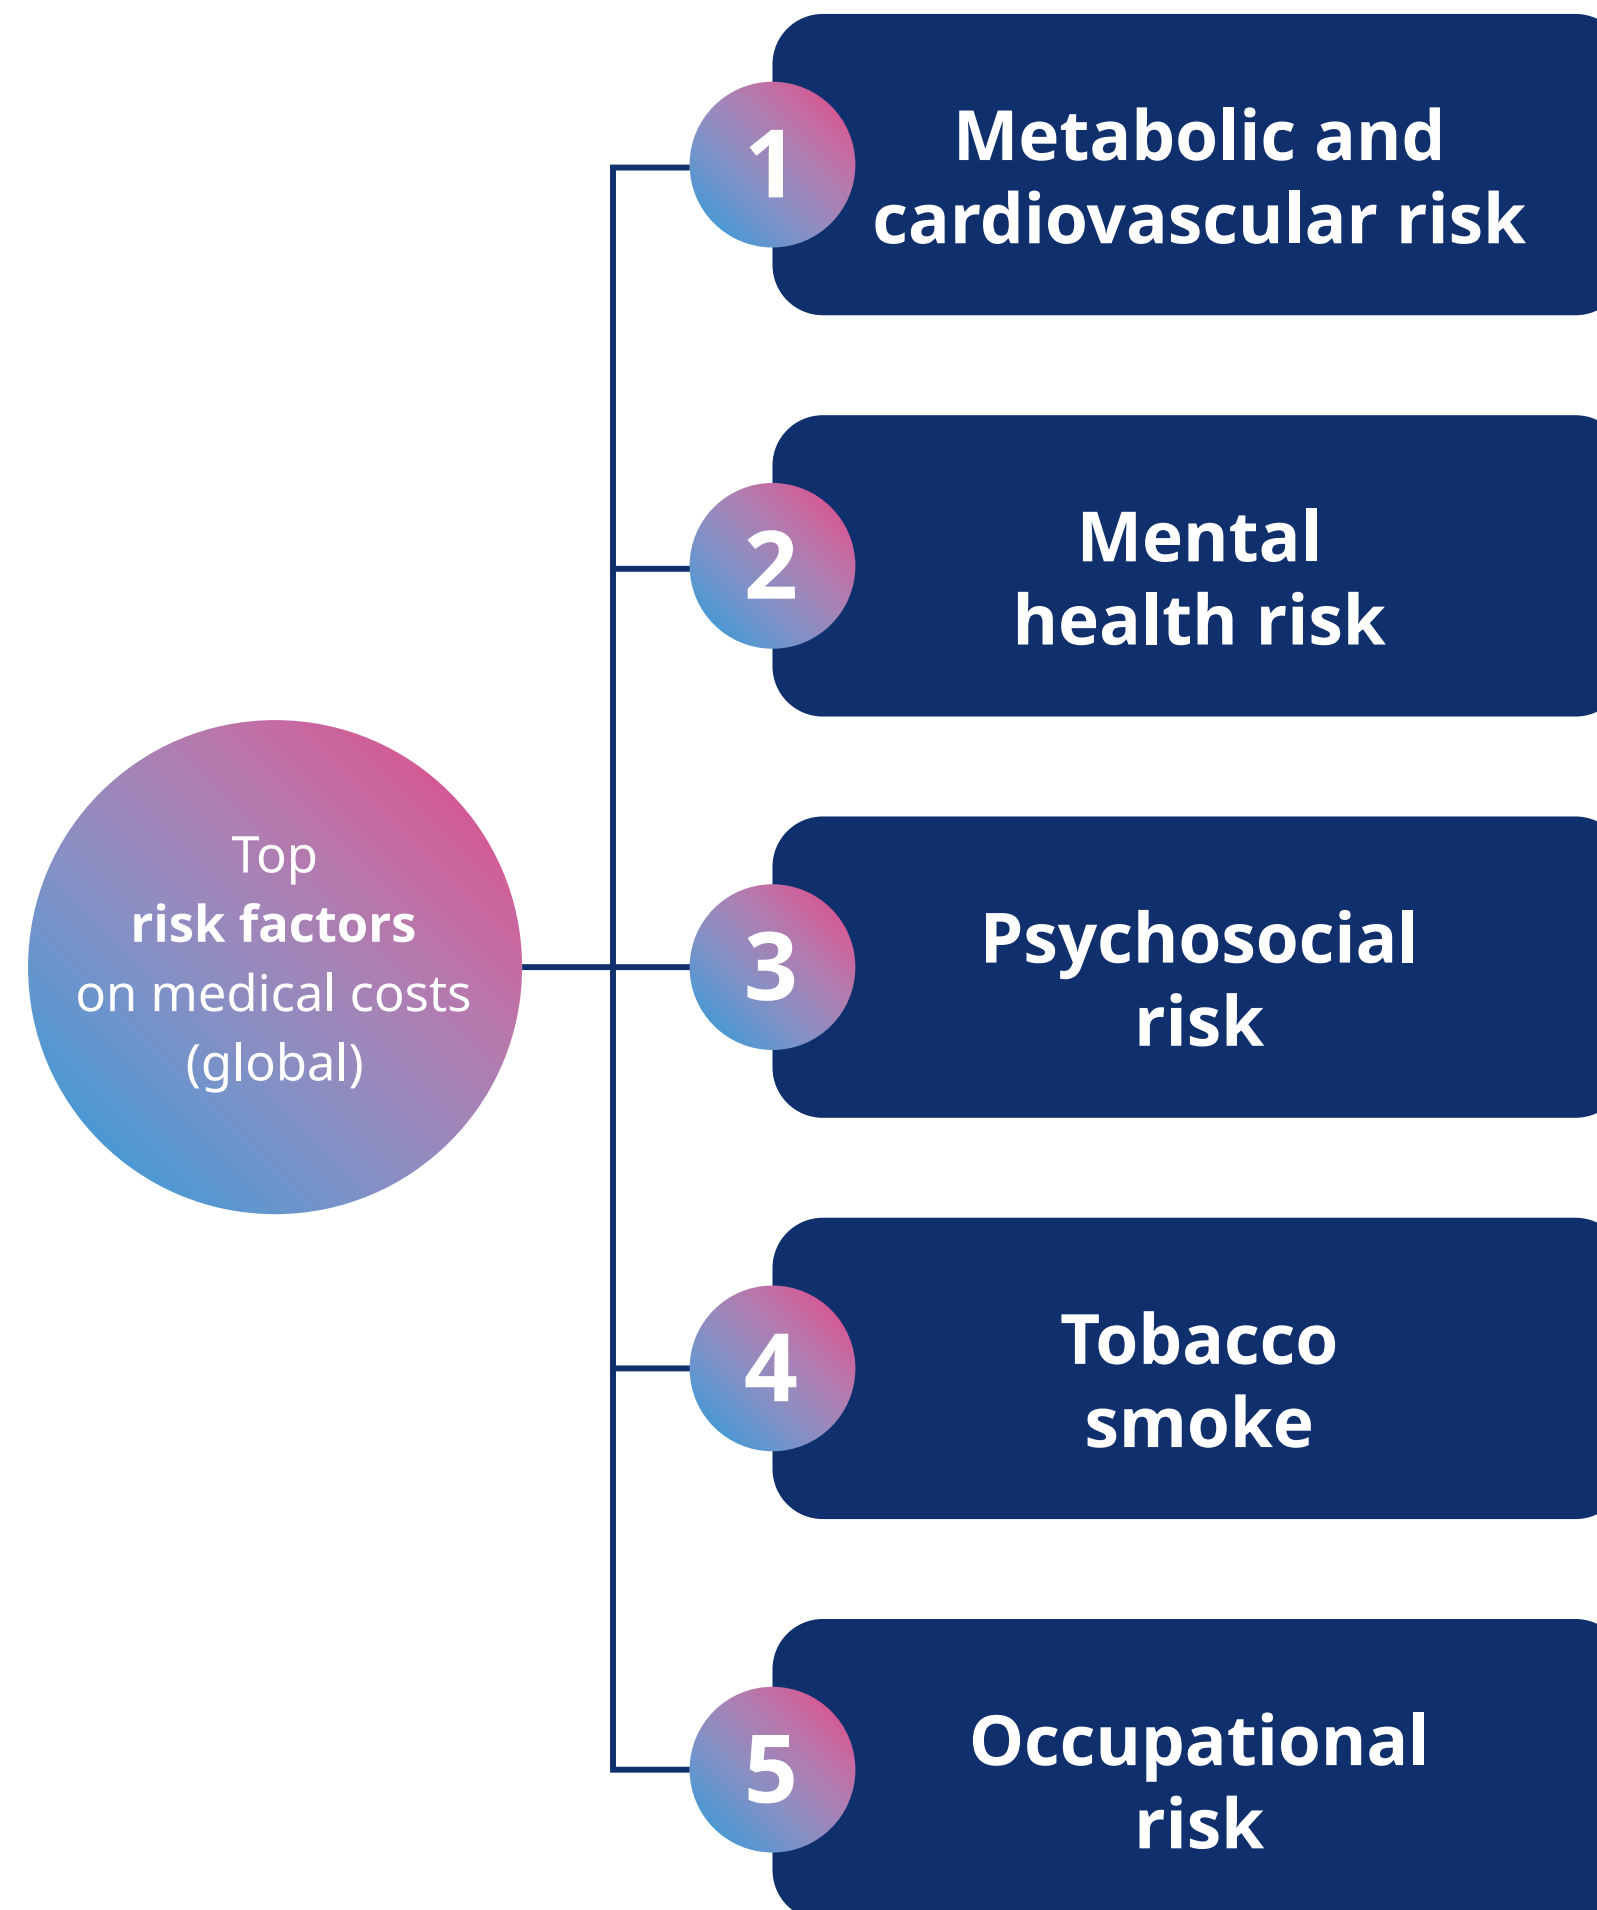 Top
risk factors
on medical costs
(global)
1
Metabolic and
cardiovascular risk
2
Mental
health risk
3
Psychosocial
risk
4
Tobacco
smoke
5
Occupational
risk